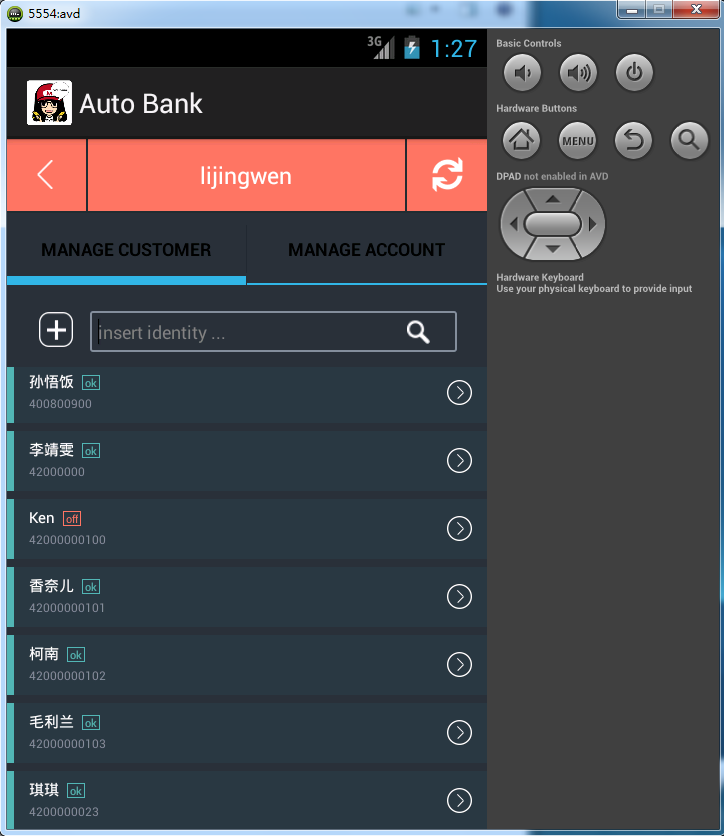 5554:avd
3G 1:27
Auto Bank
lijingwen
MANAGE CUSTOMER MANAGE ACCOUNT
insert identity ...
孙悟饭 ok
400800900
李靖雯 ok
42000000
Ken off
42000000100
香奈儿 ok
42000000101
柯南 ok
42000000102
毛利兰 ok
42000000103
琪琪 ok
4200000023
Basic Controls
Hardware Buttons
MENU
DPAD not enabled in AVD
Hardware Keyboard
Use your physical keyboard to provide input